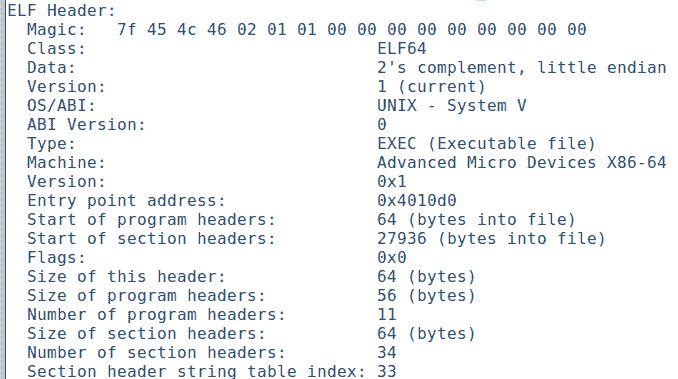 ELF Header:
  Magic:   7f 45 4c 46 02 01 01 00 00 00 00 00 00 00 00 00
  Class:                             ELF64
  Data:                              2's complement, little endian
  Version:                           1 (current)
  OS/ABI:                            UNIX - System V
  ABI Version:                       0
  Type:                              EXEC (Executable file)
  Machine:                           Advanced Micro Devices X86-64
  Version:                           0x1
  Entry point address:               0x4010d0
  Start of program headers:          64 (bytes into file)
  Start of section headers:          27936 (bytes into file)
  Flags:                             0x0
  Size of this header:               64 (bytes)
  Size of program headers:           56 (bytes)
  Number of program headers:         11
  Size of section headers:           64 (bytes)
  Number of section headers:         34
  Section header string table index: 33